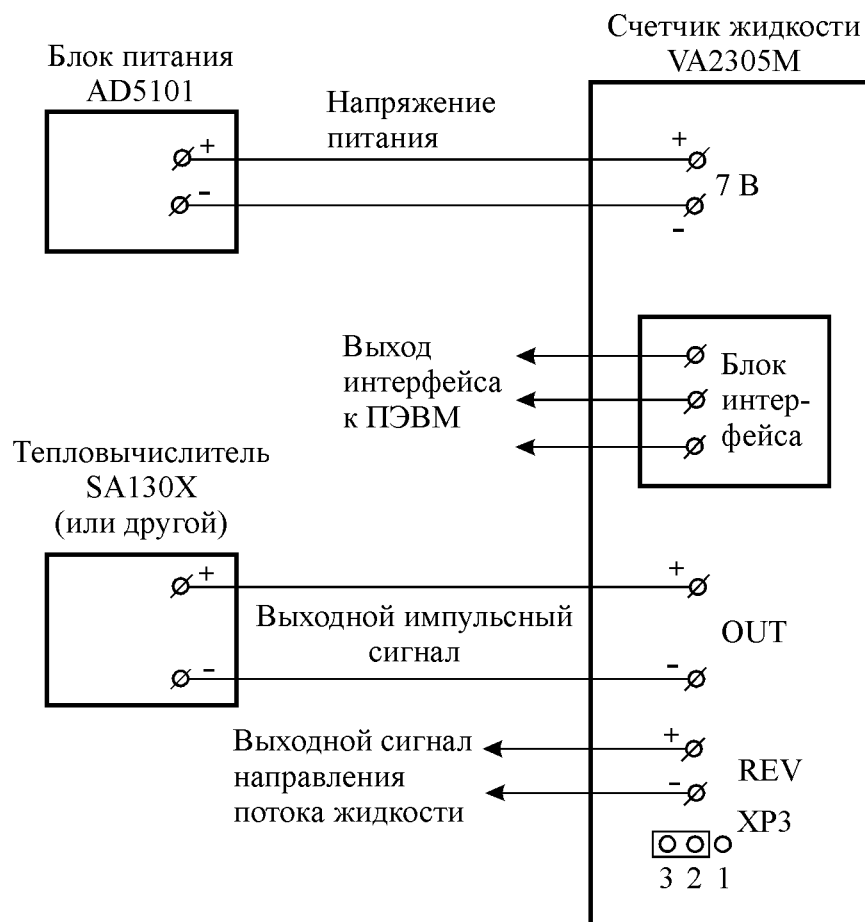 Счетчик жидкости
VA2305M
Блок питания
AD5101
Напряжение
питания
+
+
-
7 В
-
Выход
интерфейса
к ПЭВМ
Блок
интер-
фейса
Тепловычислитель
SA130X
(или другой)
+
+
Выходной импульсный
сигнал
OUT
-
-
Выходной сигнал
направления
потока жидкости
+
REV
-
XP3
3 2 1